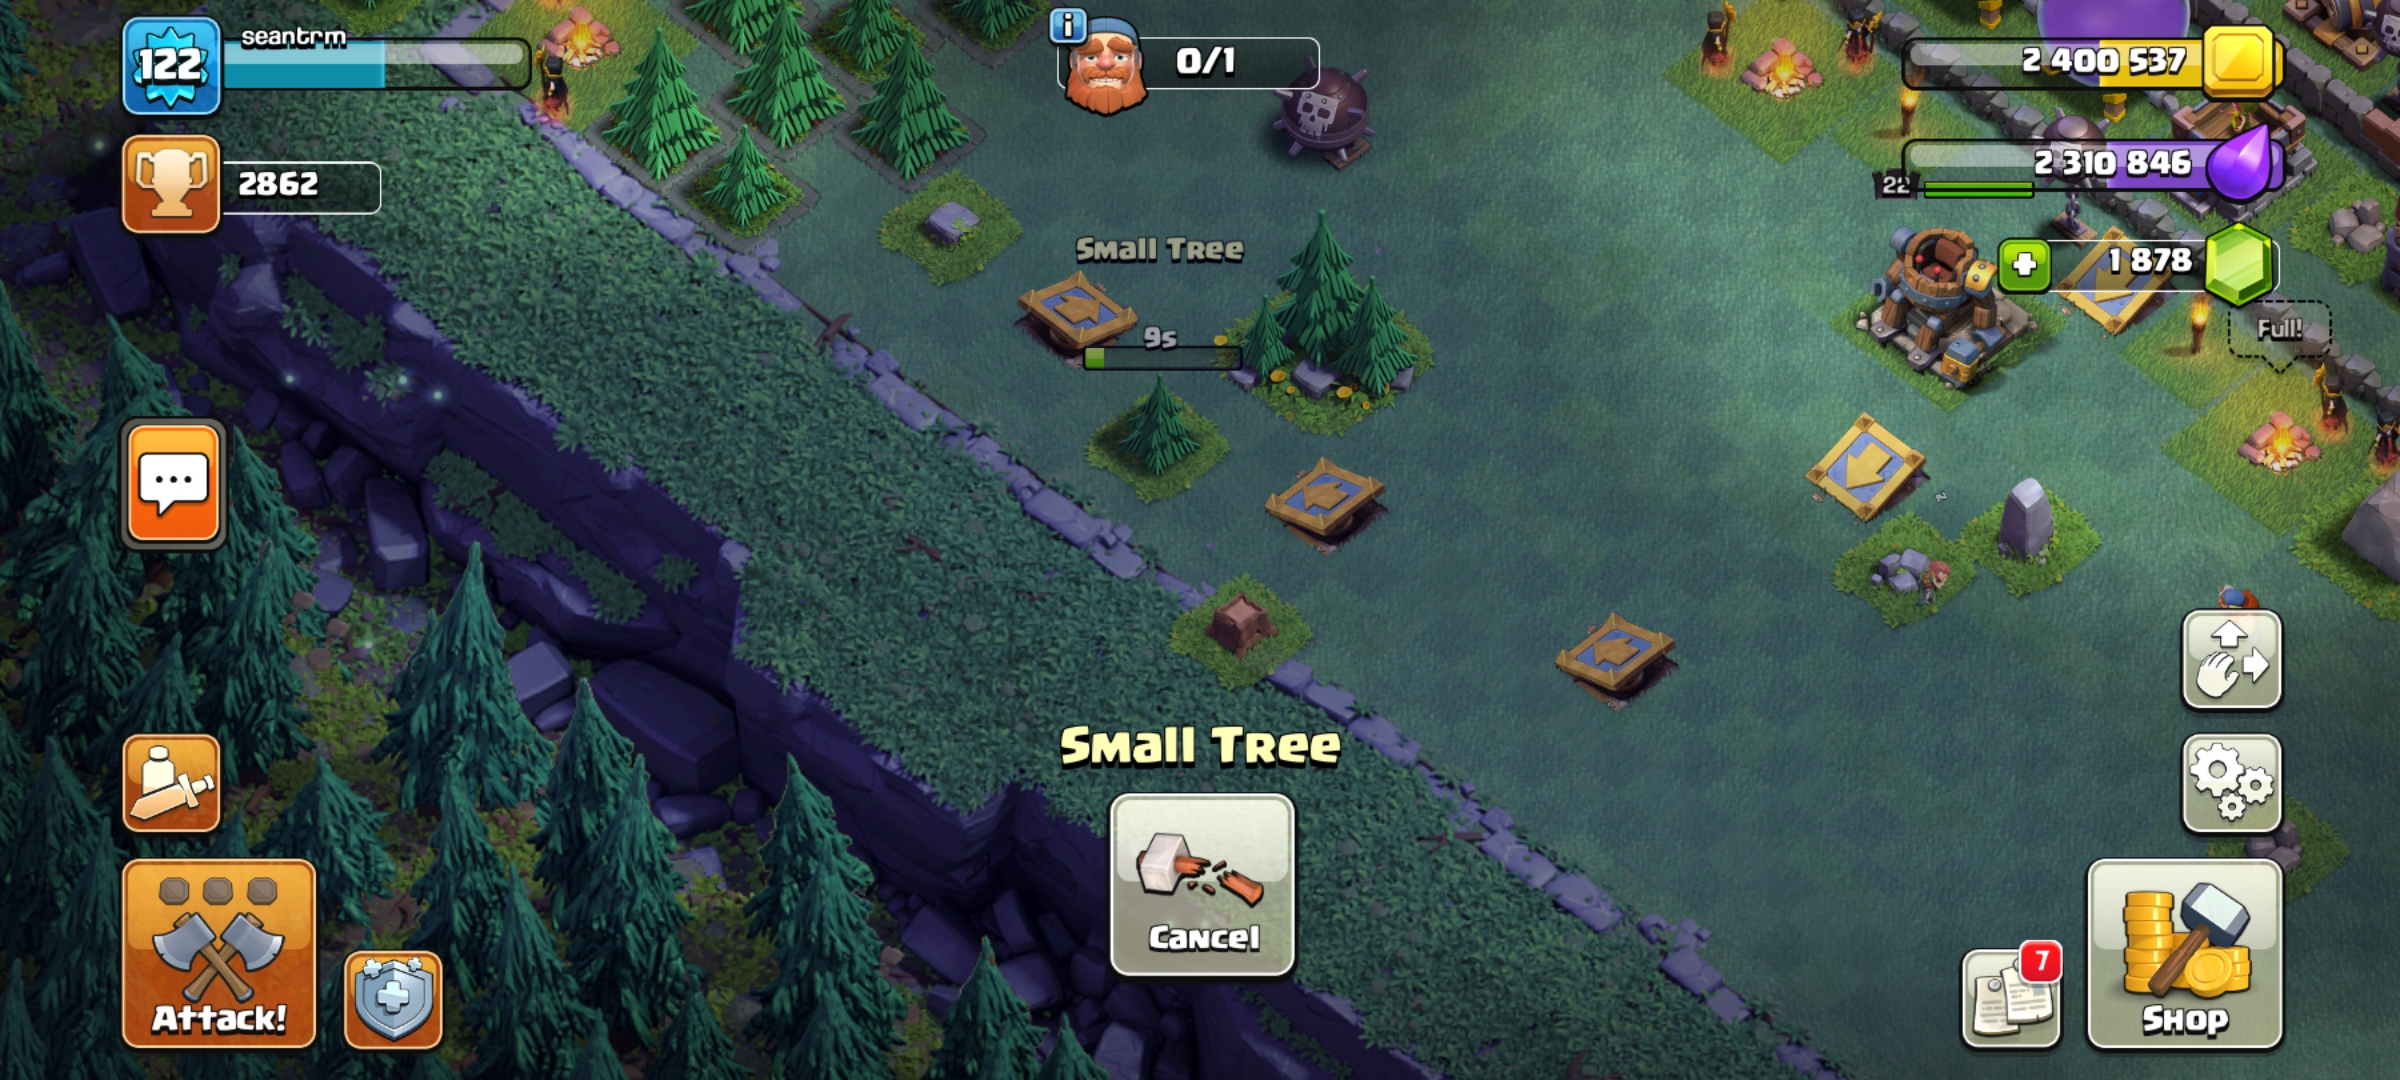 122
seantrm
0/1
2 400 537
2862
22
2 310 846
1 878
Full!
Small Tree
9s
Small Tree
Cancel
Attack!
7
Shop